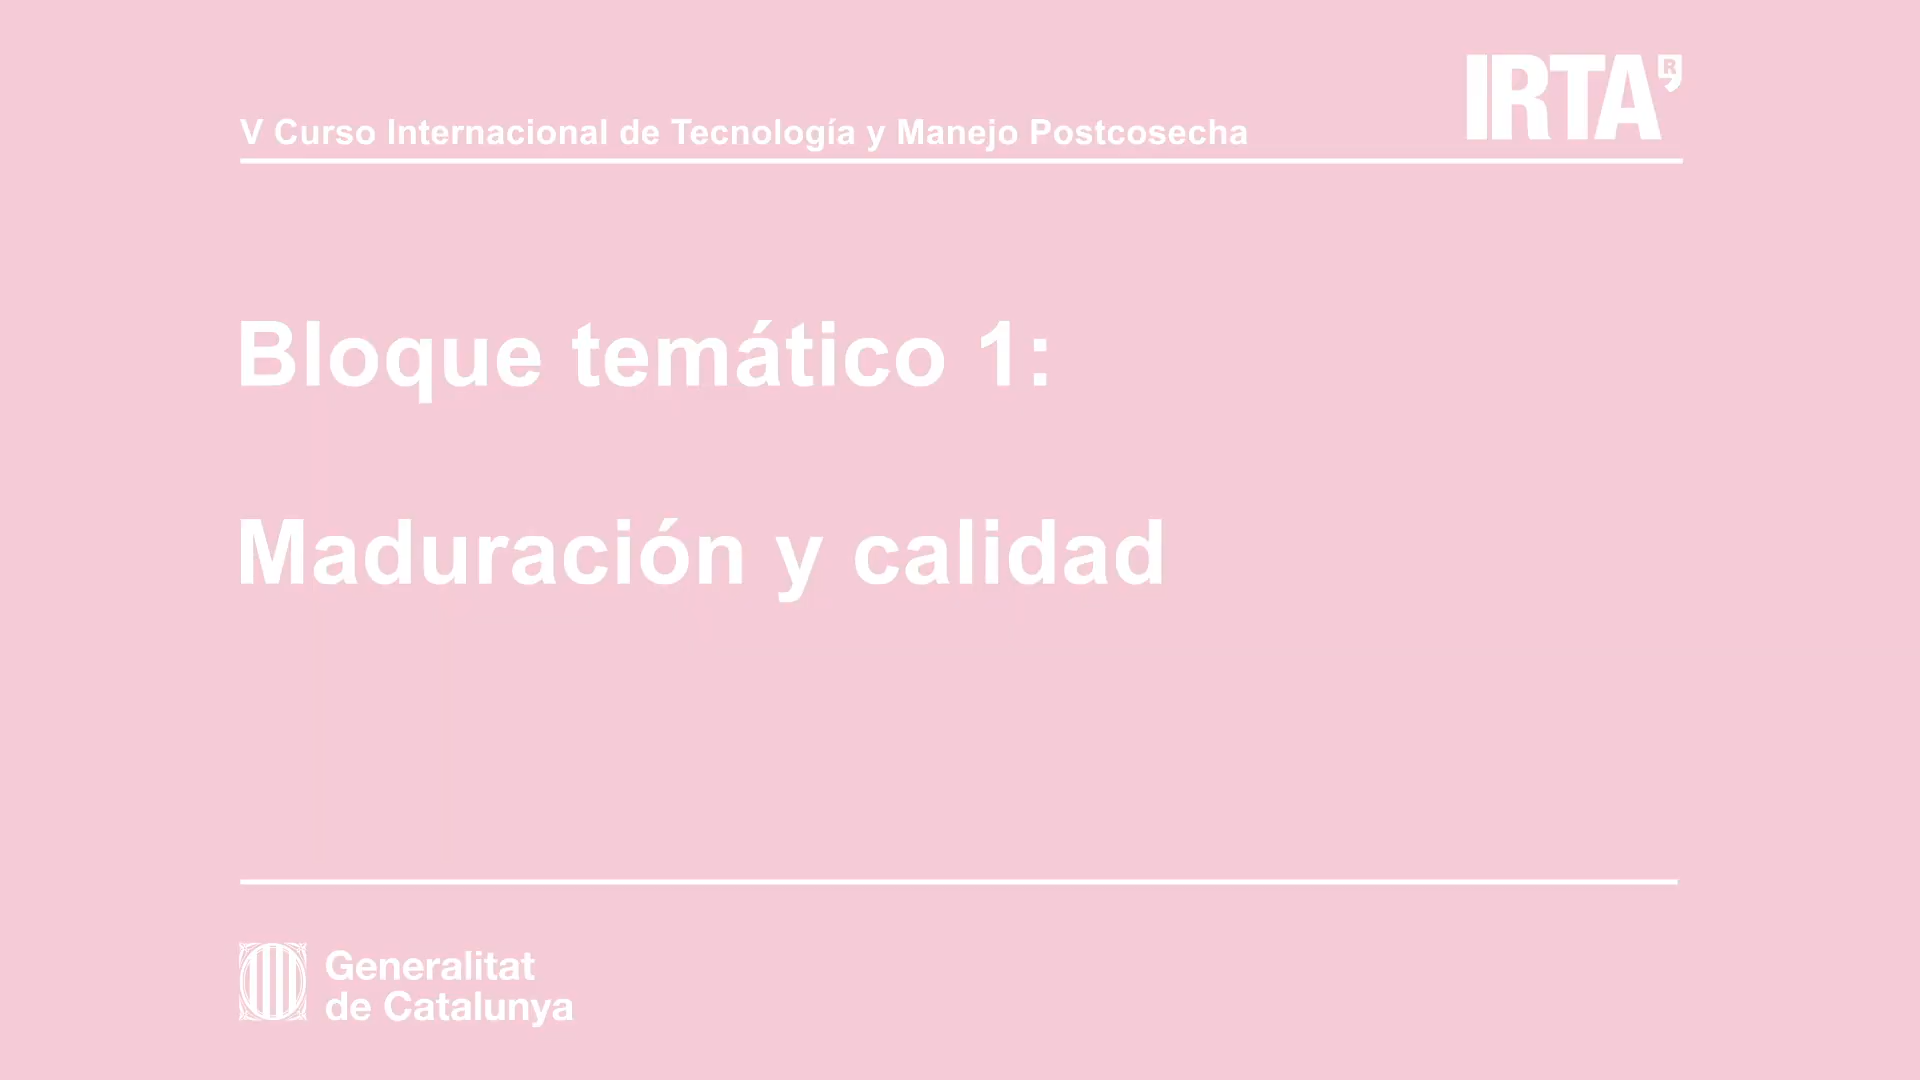 IRTA
R
V Curso Internacional de Tecnología y Manejo Postcosecha
Bloque temático 1:
Maduración y calidad
Generalitat
de Catalunya